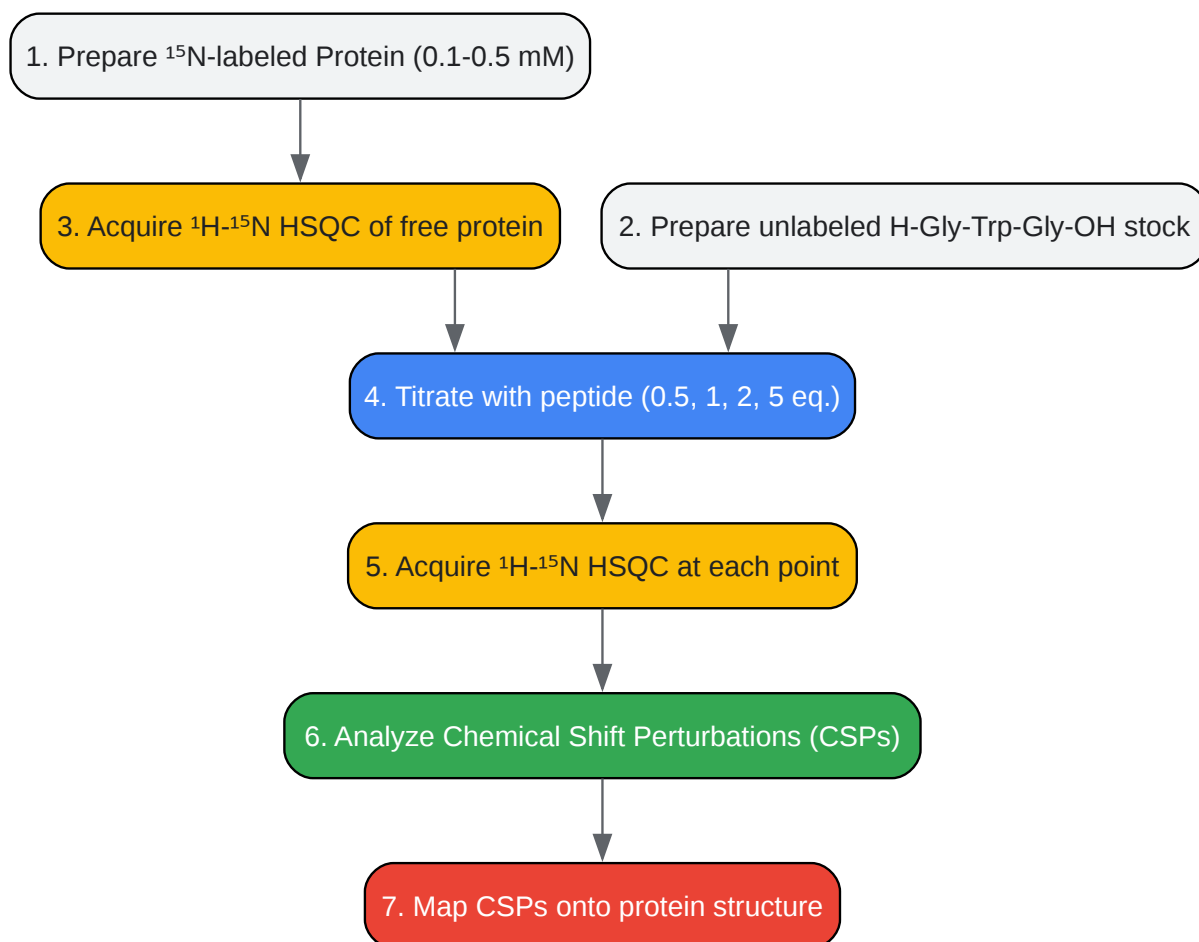 1. Prepare ¹⁵N-labeled Protein (0.1-0.5 mM)
3. Acquire ¹H-¹⁵N HSQC of free protein
2. Prepare unlabeled H-Gly-Trp-Gly-OH stock
4. Titrate with peptide (0.5, 1, 2, 5 eq.)
5. Acquire ¹H-¹⁵N HSQC at each point
6. Analyze Chemical Shift Perturbations (CSPs)
7. Map CSPs onto protein structure